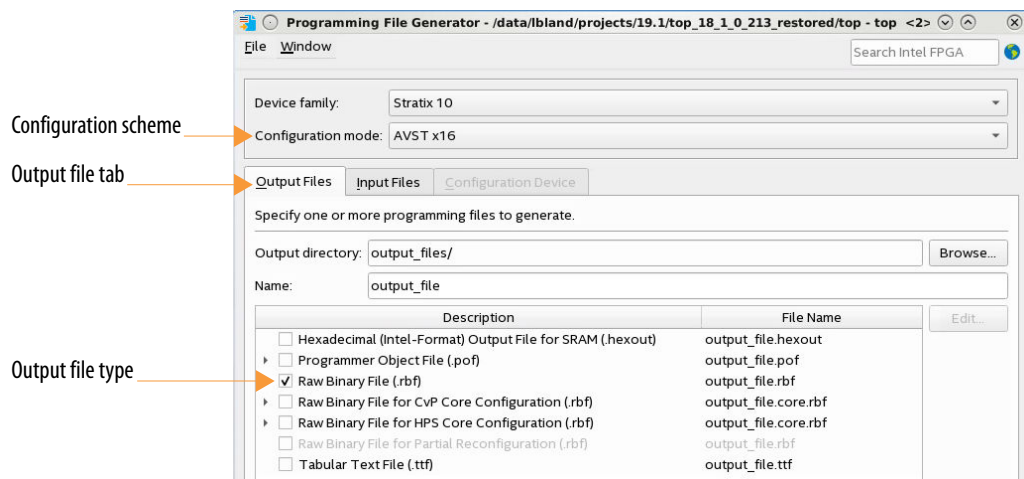 Programming File Generator - /data/lbland/projects/19.1/top_18_1_0_213_restored/top - top <2>
File Window
Search Intel FPGA
Device family: Stratix 10
Configuration scheme
Configuration mode: AVST x16
Output file tab
Output Files Input Files Configuration Device
Specify one or more programming files to generate.
Output directory: output_files/ Browse...
Name: output_file
Description File Name Edit...
Hexadecimal (Intel-Format) Output File for SRAM (.hexout) output_file.hexout
Programmer Object File (.pof) output_file.pof
Output file type
Raw Binary File (.rbf) output_file.rbf
Raw Binary File for CvP Core Configuration (.rbf) output_file.core.rbf
Raw Binary File for HPS Core Configuration (.rbf) output_file.core.rbf
Raw Binary File for Partial Reconfiguration (.rbf) output_file.rbf
Tabular Text File (.ttf) output_file.ttf